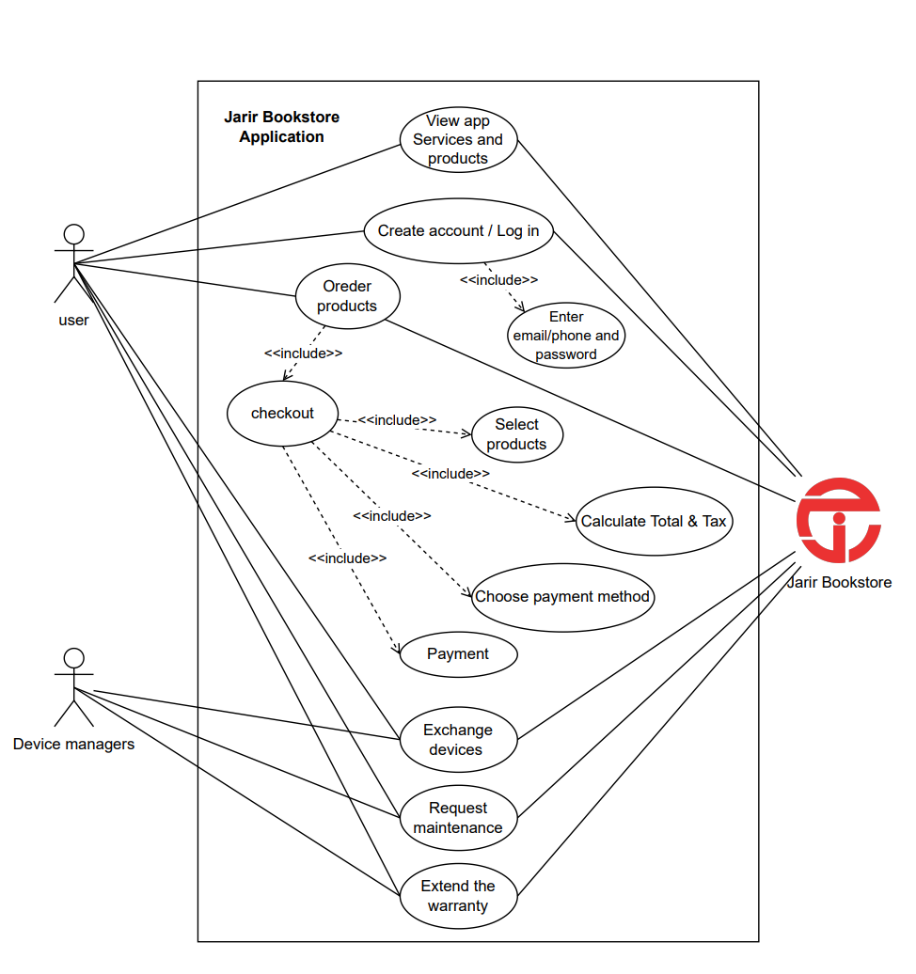 Jarir Bookstore
Application
View app
Services and
products
Create account / Log in
<<include>>
Oreder
products
user
Enter
email/phone and
password
<<include>>
checkout
<<include>>
Select
products
<<include>>
Calculate Total & Tax
<<include>>
<<include>>
Jarir Bookstore
Choose payment method
Payment
Device managers
Exchange
devices
Request
maintenance
Extend the
warranty